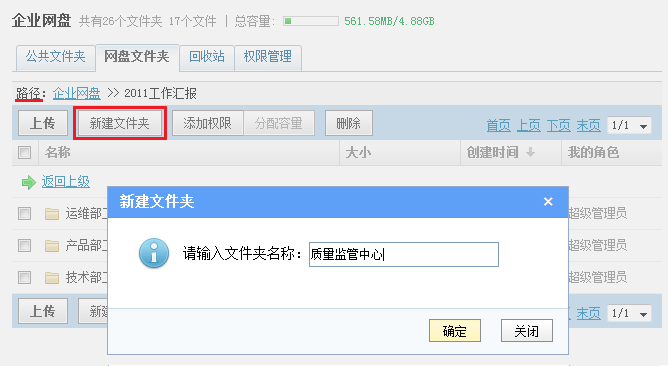 企业网盘 共有26个文件夹 17个文件 | 总容量: 561.58MB/4.88GB
公共文件夹 网盘文件夹 回收站 权限管理
路径: 企业网盘 >> 2011工作汇报
上传 新建文件夹 添加权限 分配容量 删除 首页 上页 下页 末页 1/1
名称 大小 创建时间 我的角色
返回上级
新建文件夹 ×
运维部 超级管理员
请输入文件夹名称: 质量监管中心
产品部 超级管理员
技术部 超级管理员
上传 新建 末页 1/1
确定 关闭